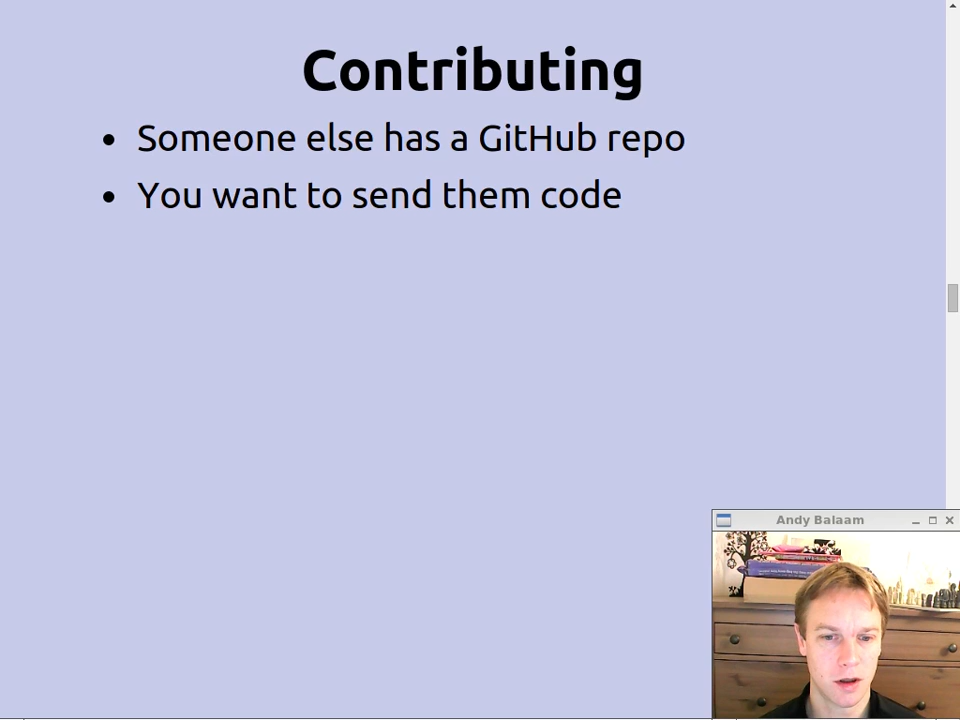 Contributing
• Someone else has a GitHub repo
• You want to send them code
Andy Balaam